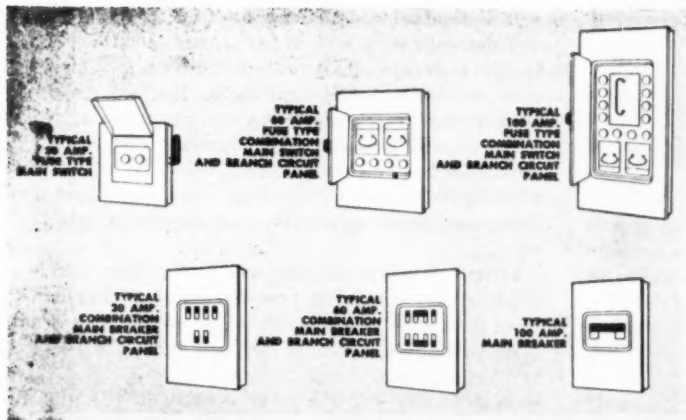 TYPICAL
30 AMP.
FUSE TYPE
MAIN SWITCH
TYPICAL
60 AMP.
FUSE TYPE
COMBINATION
MAIN SWITCH
AND BRANCH CIRCUIT
PANEL
TYPICAL
100 AMP.
FUSE TYPE
COMBINATION
MAIN SWITCH
AND BRANCH CIRCUIT
PANEL
TYPICAL
30 AMP.
COMBINATION
MAIN BREAKER
AND BRANCH CIRCUIT
PANEL
TYPICAL
60 AMP.
COMBINATION
MAIN BREAKER
AND BRANCH CIRCUIT
PANEL
TYPICAL
100 AMP.
MAIN BREAKER